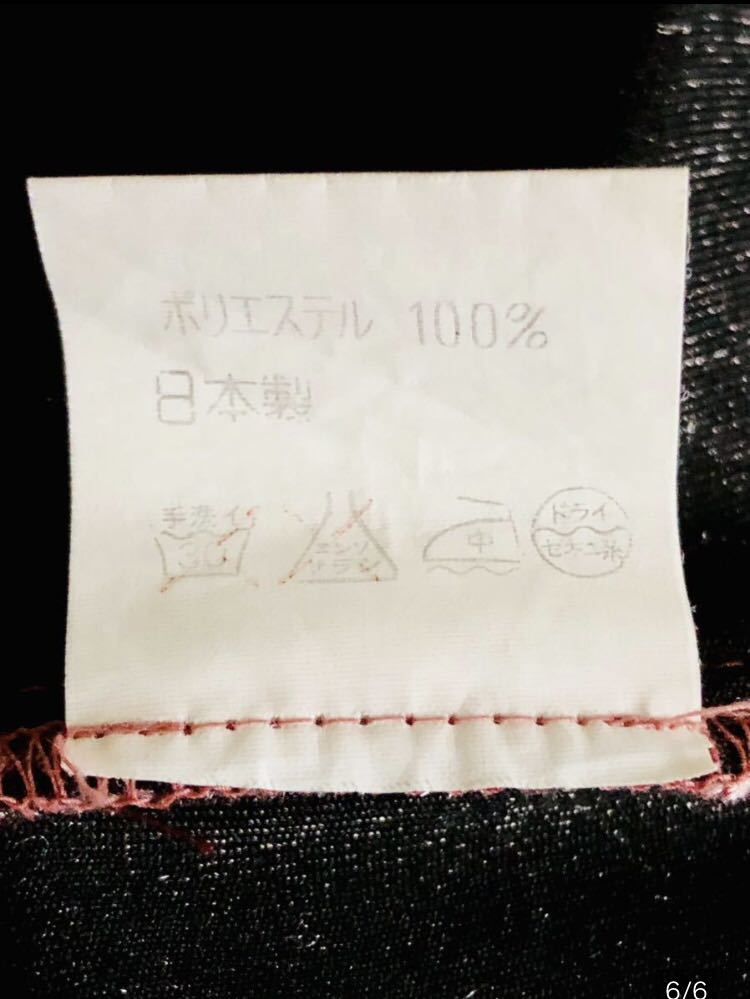 ポリエステル 100%
日本製
手洗イ
30
エンソ
サラシ
中
ドライ
セキユ系
6/6